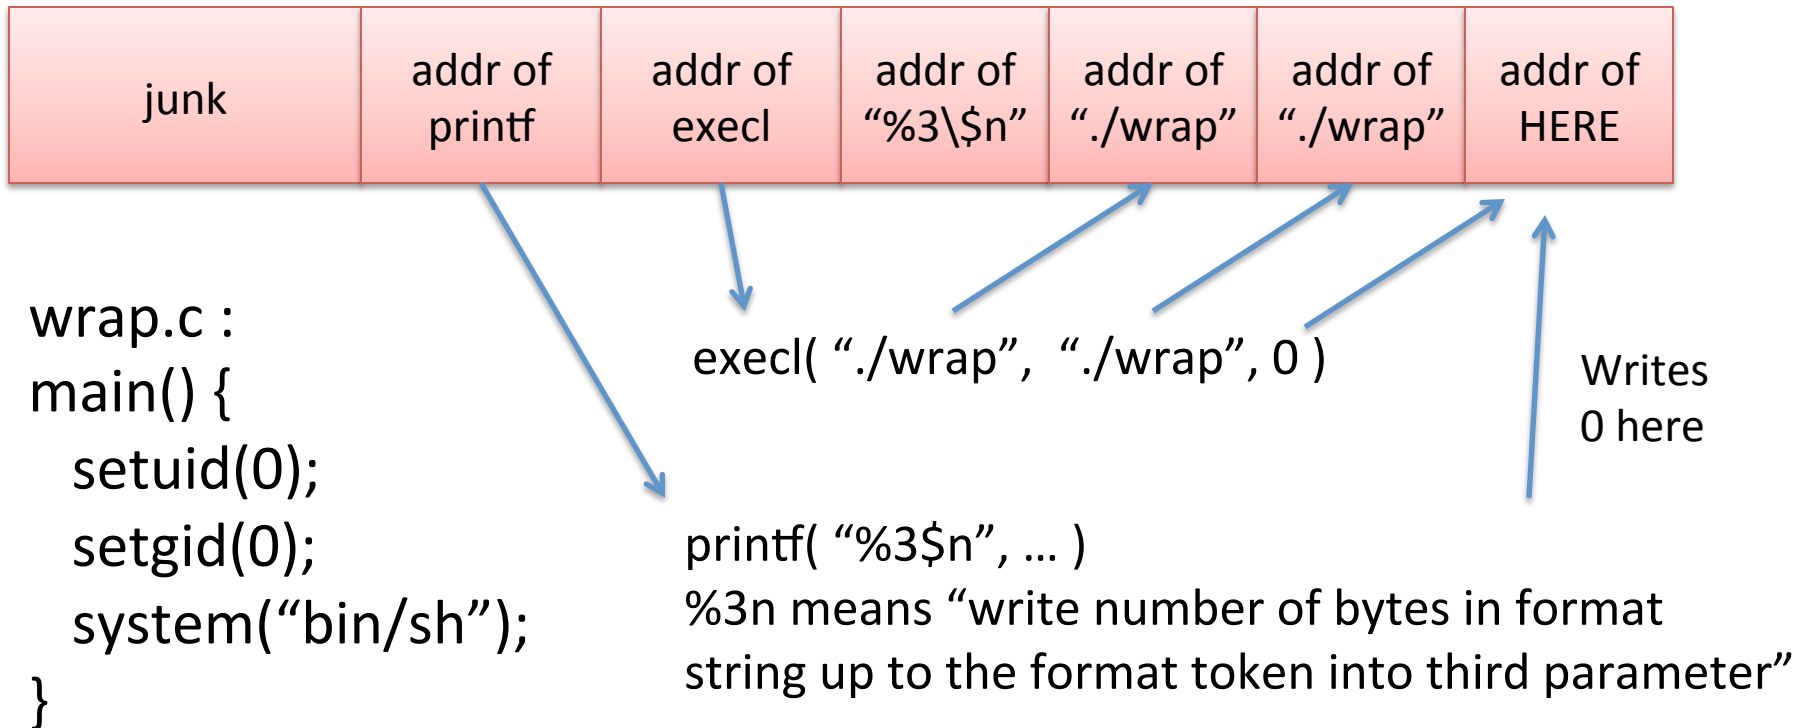 junk
addr of
printf
addr of
execl
addr of
“%3\$n”
addr of
“./wrap”
addr of
“./wrap”
addr of
HERE
wrap.c :
main() {
setuid(0);
setgid(0);
system(“bin/sh”);
}
execl( “./wrap”, “./wrap”, 0 )
Writes
0 here
printf( “%3$n”, … )
%3n means “write number of bytes in format
string up to the format token into third parameter”